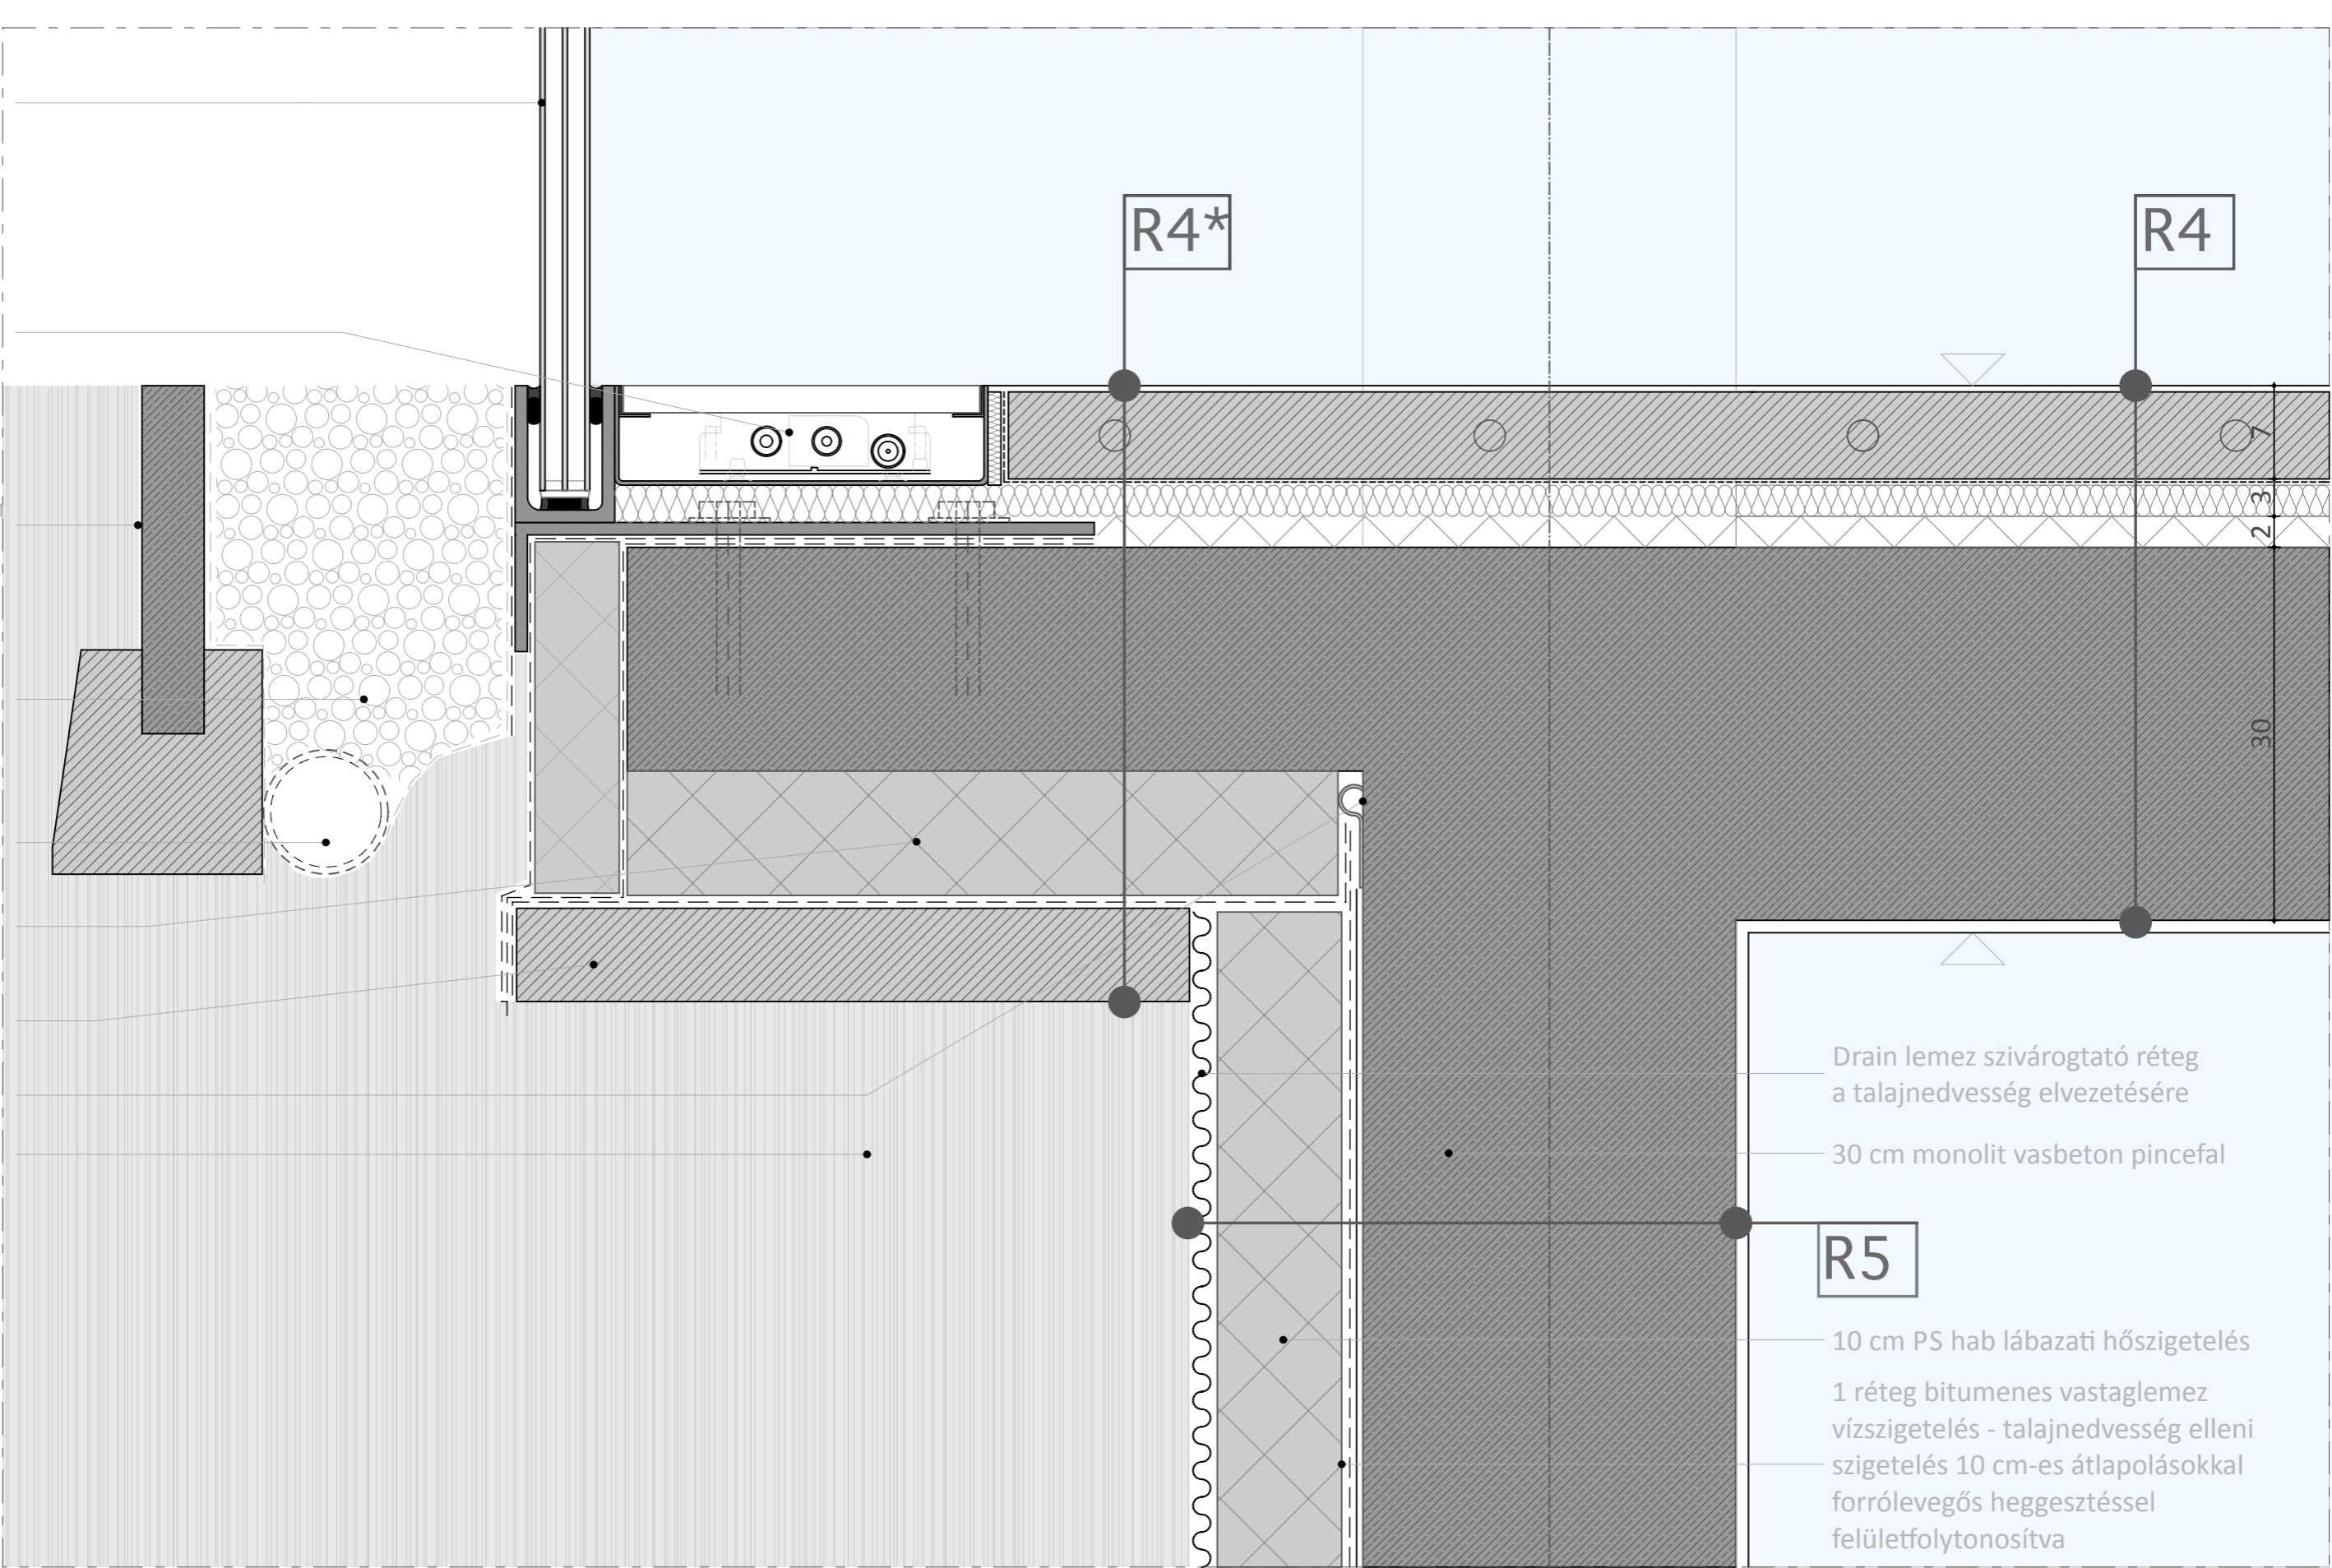 R4*
R4
7
3
2
30
Drain lemez szivárogtató réteg
a talajnedvesség elvezetésére
30 cm monolit vasbeton pincefal
R5
10 cm PS hab lábazati hőszigetelés
1 réteg bitumenes vastaglemez
vízszigetelés - talajnedvesség elleni
szigetelés 10 cm-es átlapolásokkal
forrólevegős heggesztéssel
felületfolytonosítva